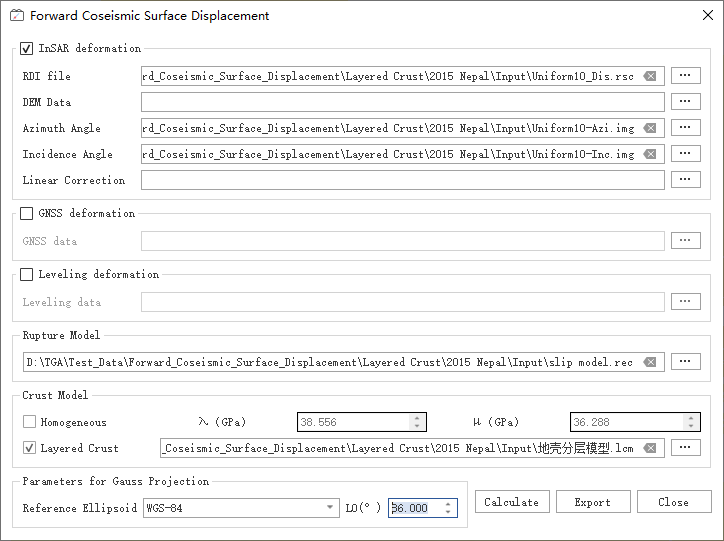 Forward Coseismic Surface Displacement
InSAR deformation
RDI file rd_Coseismic_Surface_Displacement\Layered Crust\2015 Nepal\Input\Uniform10_Dis.rsc ...
DEM Data ...
Azimuth Angle rd_Coseismic_Surface_Displacement\Layered Crust\2015 Nepal\Input\Uniform10-Azi.img ...
Incidence Angle rd_Coseismic_Surface_Displacement\Layered Crust\2015 Nepal\Input\Uniform10-Inc.img ...
Linear Correction ...
GNSS deformation
GNSS data ...
Leveling deformation
Leveling data ...
Rupture Model
D:\TGA\Test_Data\Forward_Coseismic_Surface_Displacement\Layered Crust\2015 Nepal\Input\slip model.rec ...
Crust Model
Homogeneous λ (GPa) 38.556 μ (GPa) 36.288
Layered Crust _Coseismic_Surface_Displacement\Layered Crust\2015 Nepal\Input\地壳分层模型.lcm ...
Parameters for Gauss Projection
Reference Ellipsoid WGS-84 L0(° ) 86.000 Calculate Export Close